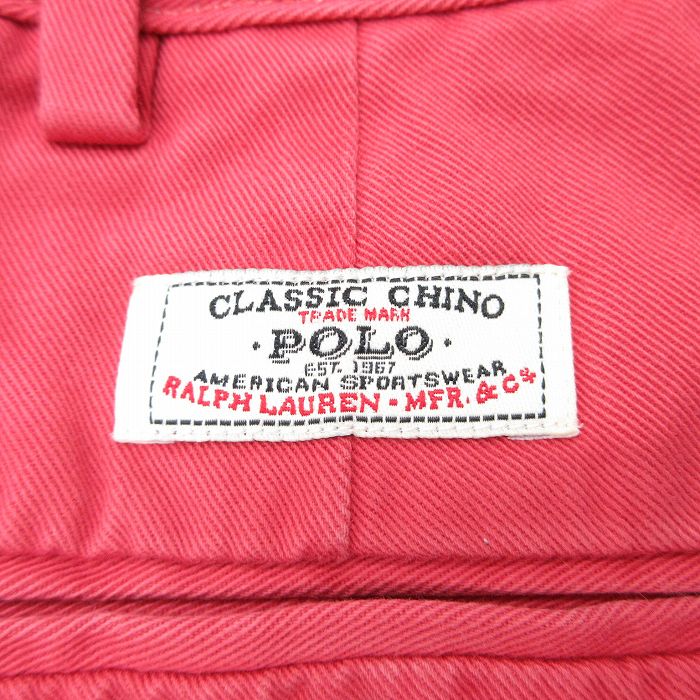 CLASSIC CHINO
TRADE MARK
· POLO ·
EST. 1967
AMERICAN SPORTSWEAR
RALPH LAUREN - MFR. & Co